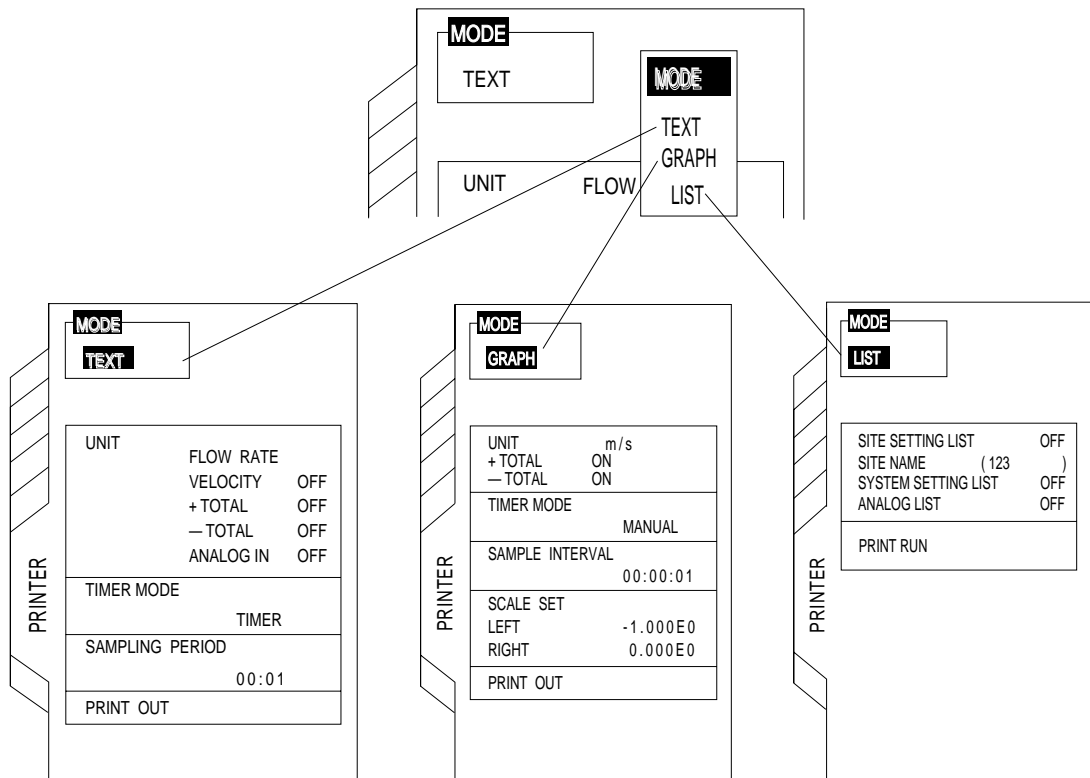 MODE
TEXT
MODE
TEXT
GRAPH
LIST
UNIT FLOW
MODE
TEXT
UNIT
FLOW RATE
VELOCITY OFF
+ TOTAL OFF
— TOTAL OFF
ANALOG IN OFF
TIMER MODE
TIMER
SAMPLING PERIOD
00:01
PRINT OUT
PRINTER
MODE
GRAPH
UNIT m/s
+ TOTAL ON
— TOTAL ON
TIMER MODE
MANUAL
SAMPLE INTERVAL
00:00:01
SCALE SET
LEFT -1.000E0
RIGHT 0.000E0
PRINT OUT
PRINTER
MODE
LIST
SITE SETTING LIST OFF
SITE NAME (123 )
SYSTEM SETTING LIST OFF
ANALOG LIST OFF
PRINT RUN
PRINTER